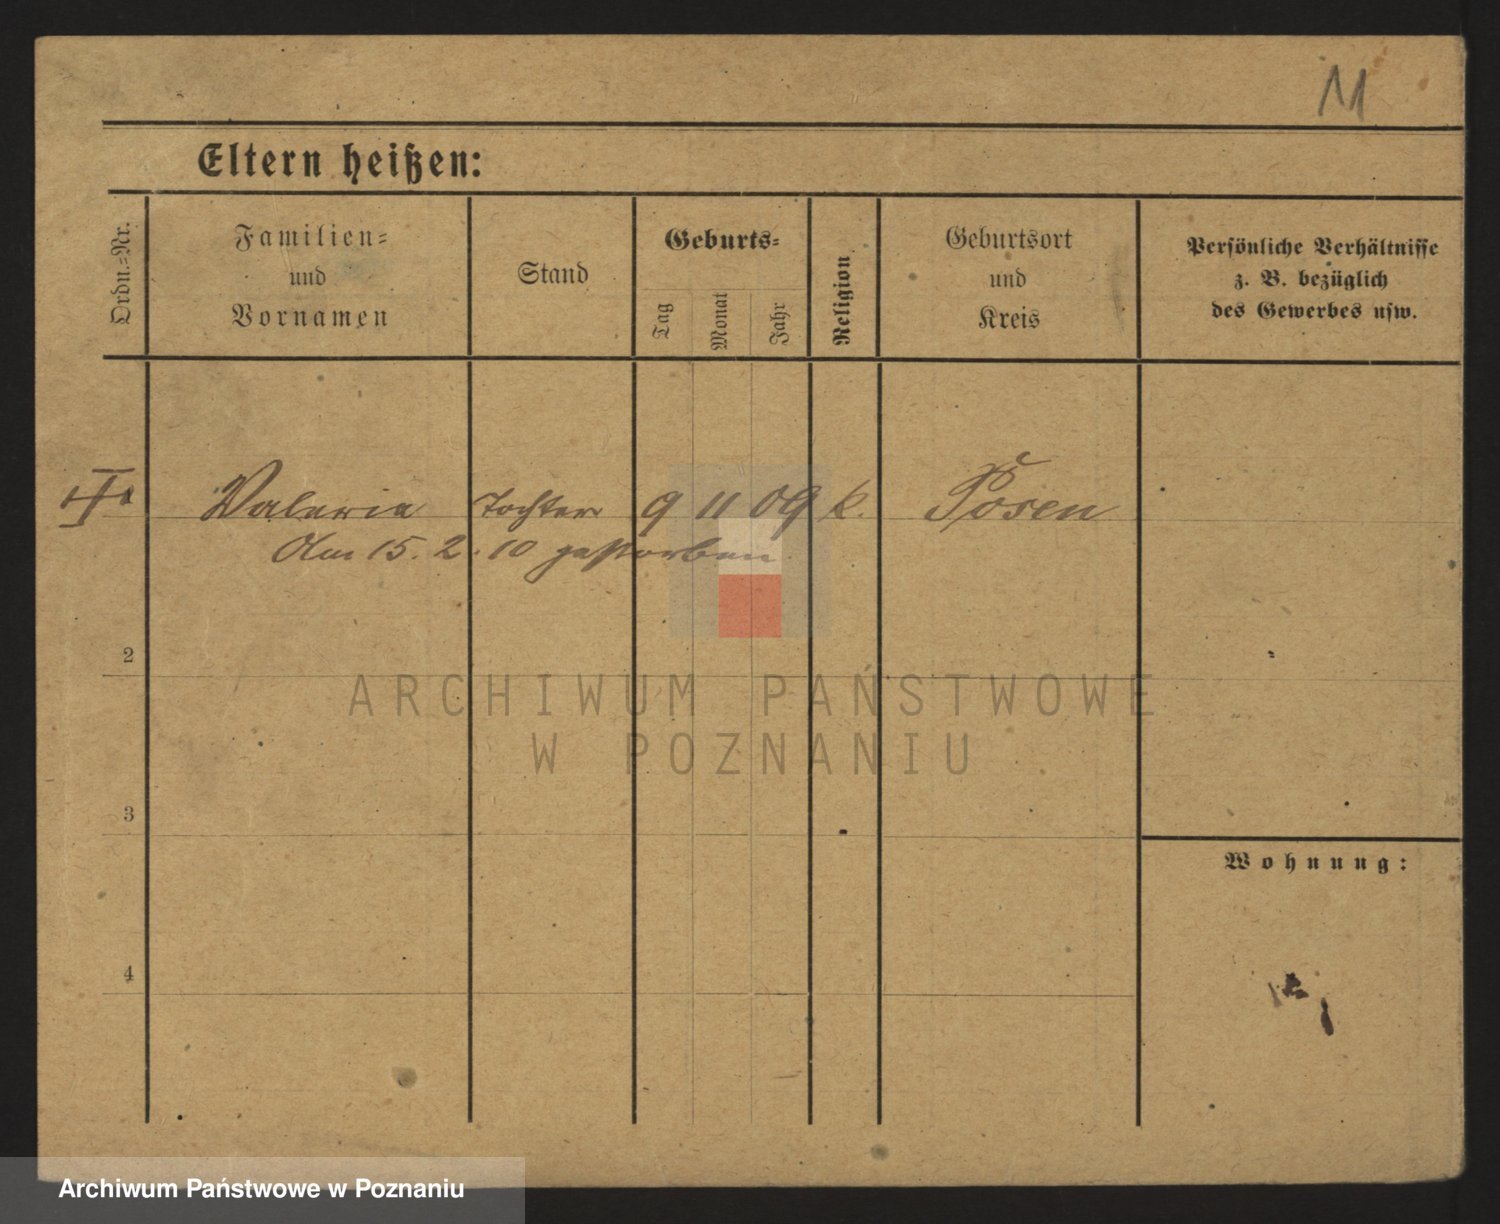 11
Eltern heißen:
Ordn.-Nr.
Familien-
und
Vornamen
Stand
Geburts-
Tag
Monat
Jahr
Religion
Geburtsort
und
Kreis
Persönliche Verhältnisse
z. B. bezüglich
des Gewerbes usw.
1 Valeria Tochter 9 11 09 k. Posen
Am 15. 2. 10 gestorben
2
ARCHIWUM PAŃSTWOWE
W POZNANIU
3
Wohnung:
4
Archiwum Państwowe w Poznaniu